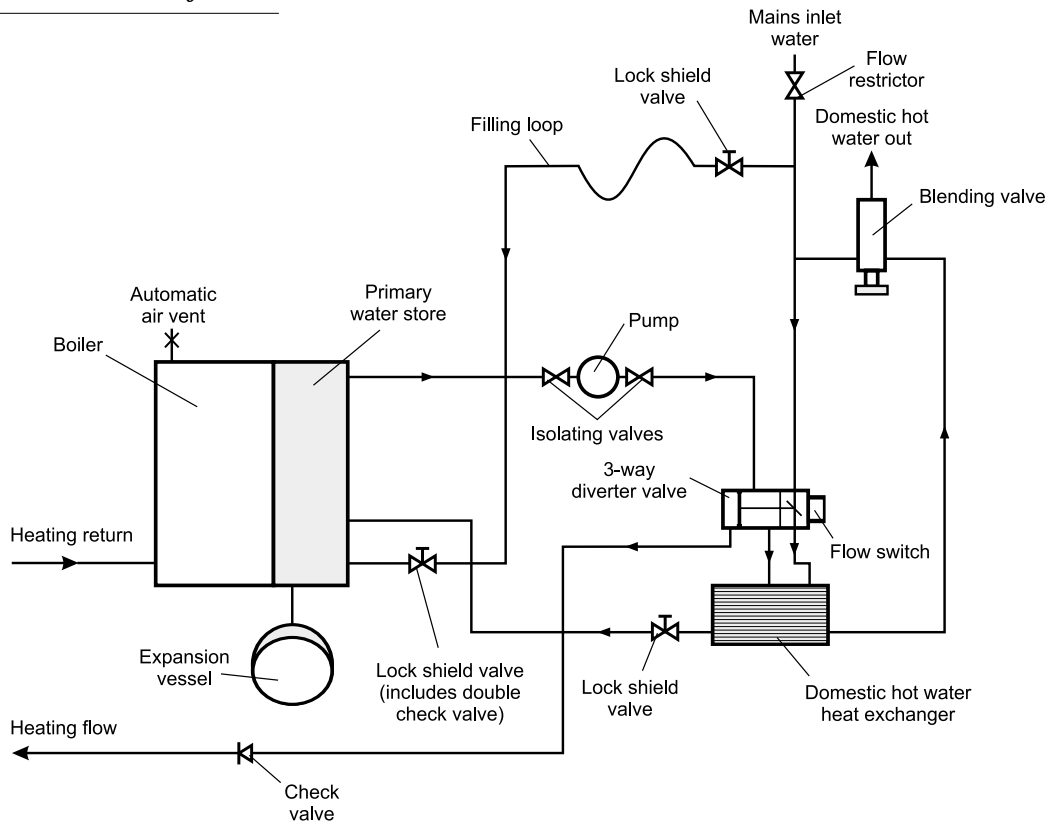 Mains inlet
water
Flow
restrictor
Lock shield
valve
Domestic hot
water out
Filling loop
Blending valve
Automatic
air vent
Primary
water store
Boiler
Pump
Isolating valves
3-way
diverter valve
Heating return
Flow switch
Expansion
vessel
Lock shield valve
(includes double
check valve)
Lock shield
valve
Domestic hot water
heat exchanger
Heating flow
Check
valve